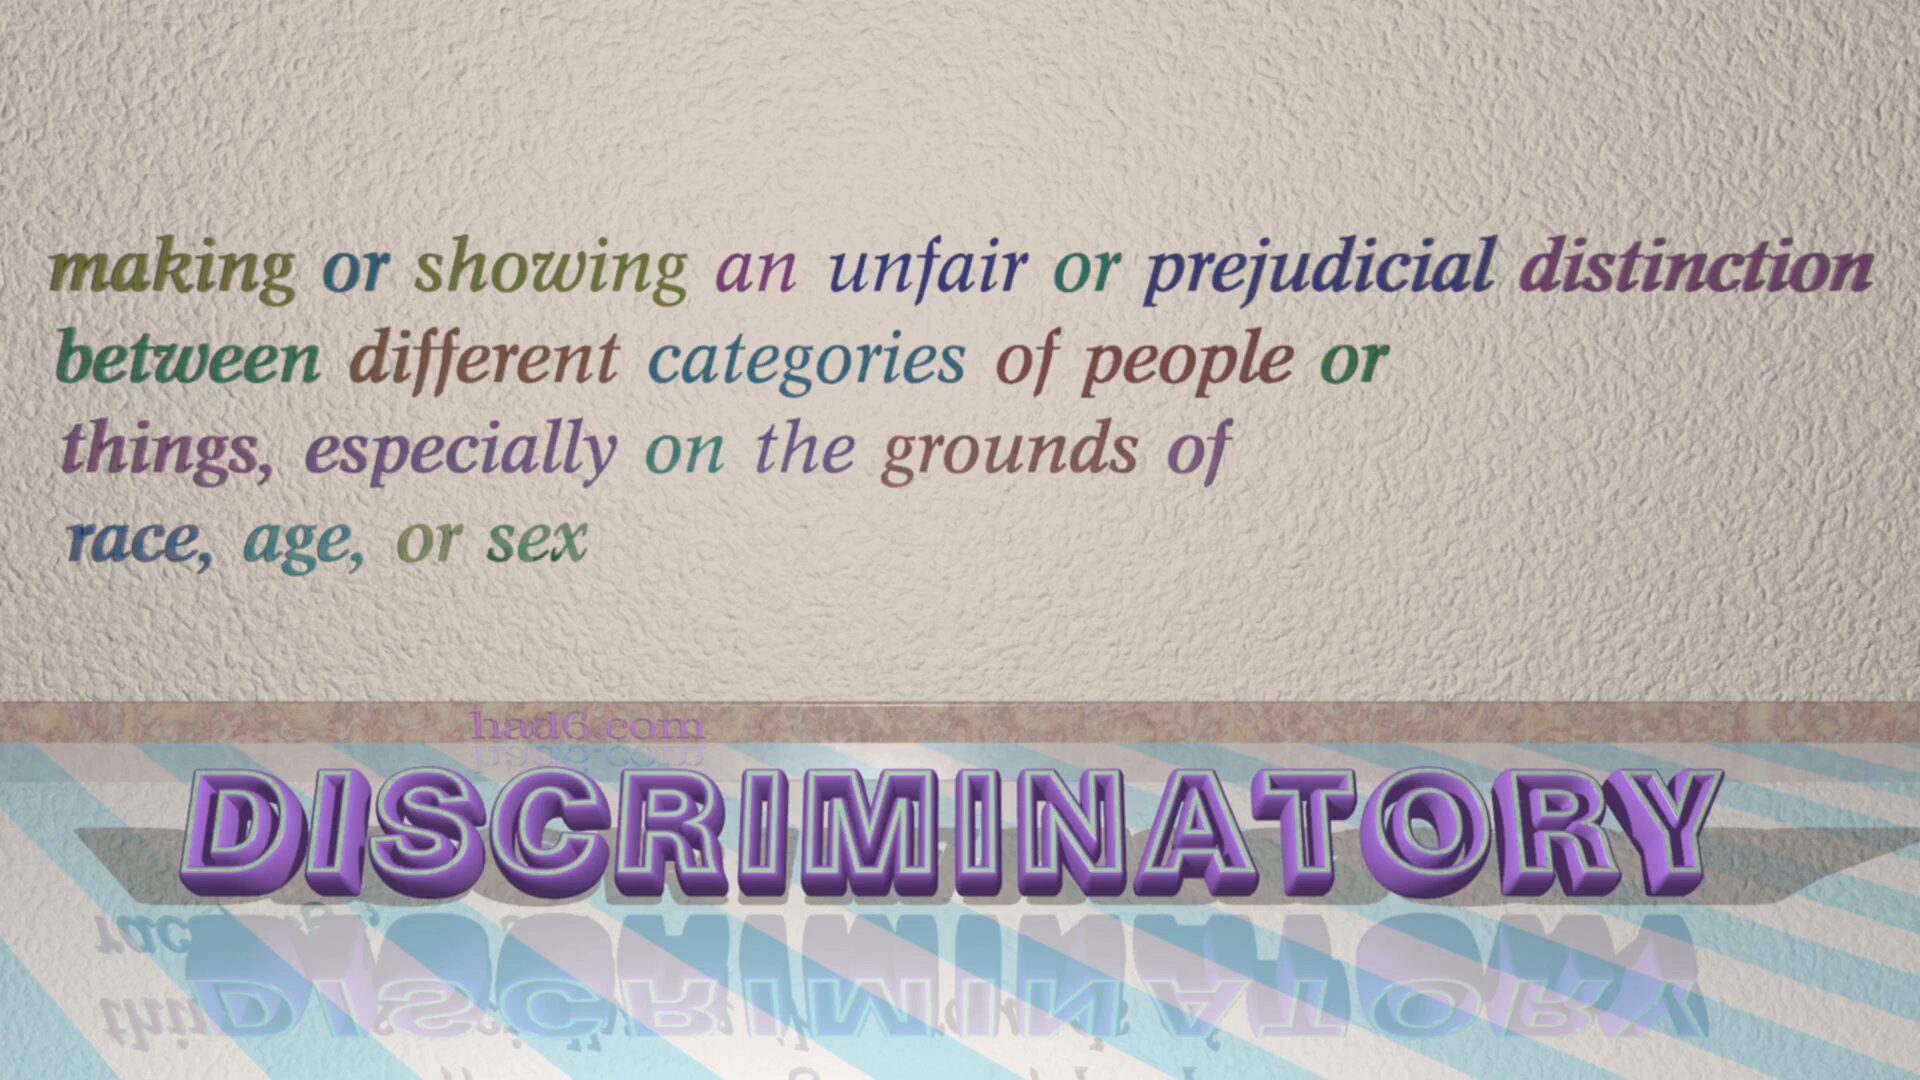 making or showing an unfair or prejudicial distinction
between different categories of people or
things, especially on the grounds of
race, age, or sex
had6.com
DISCRIMINATORY